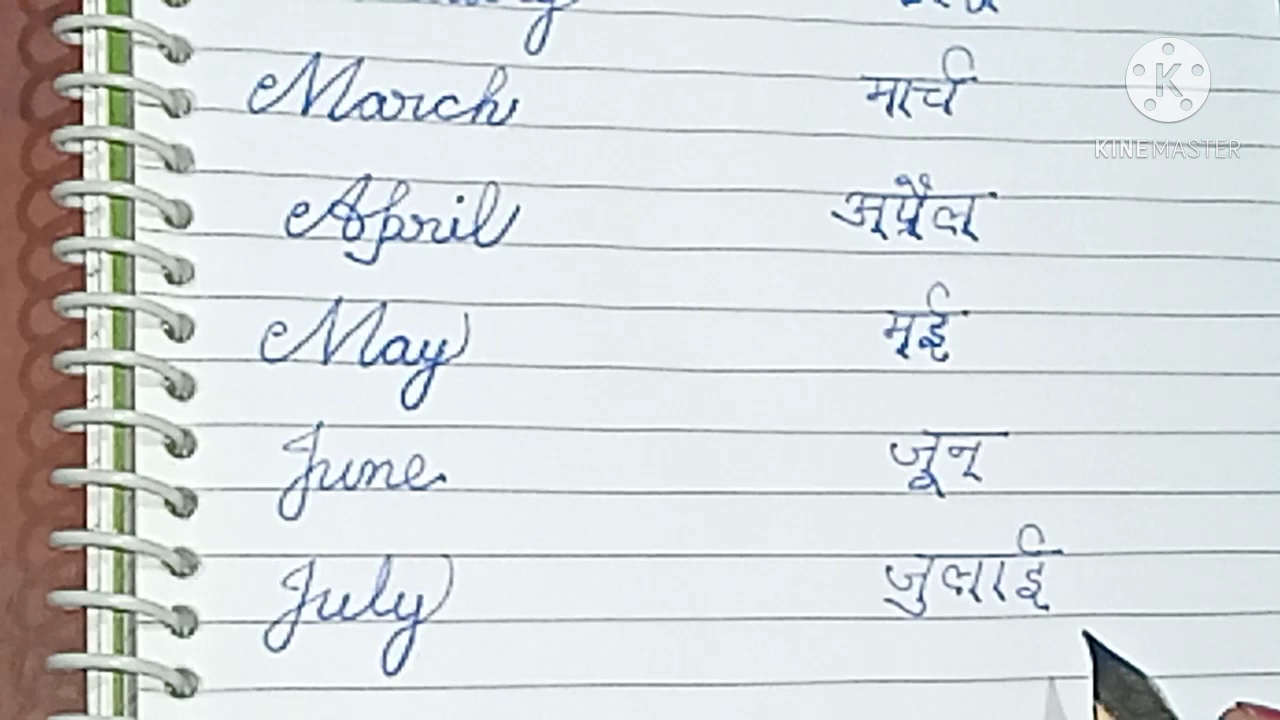 March मार्च
April अप्रैल
May मई
June जून
July जुलाई
KINEMASTER